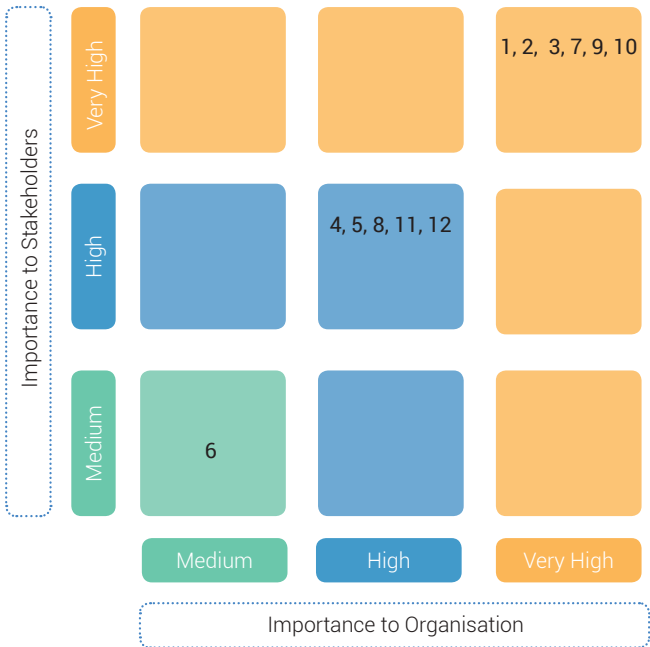 Importance to Stakeholders
Very High
1, 2, 3, 7, 9, 10
High
4, 5, 8, 11, 12
Medium
6
Medium
High
Very High
Importance to Organisation